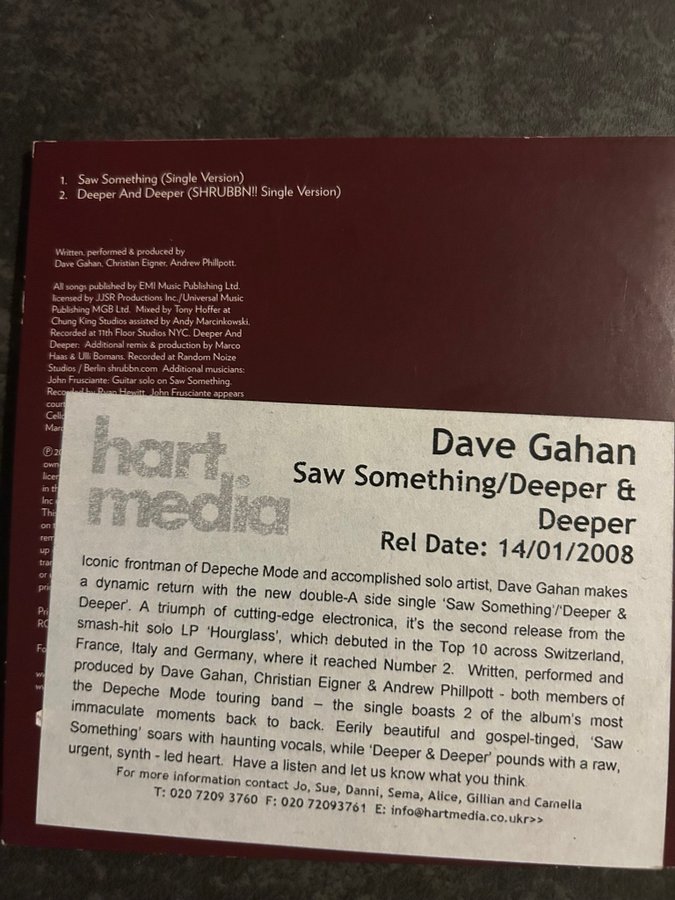 1. Saw Something (Single Version)
2. Deeper And Deeper (SHRUBBN!! Single Version)
Written, performed & produced by
Dave Gahan, Christian Eigner, Andrew Phillpott.
All songs published by EMI Music Publishing Ltd.
licensed by JJSR Productions Inc./Universal Music
Publishing MGB Ltd. Mixed by Tony Hoffer at
Chung King Studios assisted by Andy Marcinkowski.
Recorded at 11th Floor Studios NYC. Deeper And
Deeper: Additional remix & production by Marco
Haas & Ulli Bomans. Recorded at Random Noize
Studios / Berlin shrubbn.com Additional musicians:
John Frusciante: Guitar solo on Saw Something.
Recorded by Ryan Hewitt. John Frusciante appears
hart
media
Dave Gahan
Saw Something/Deeper &
Deeper
Rel Date: 14/01/2008
Iconic frontman of Depeche Mode and accomplished solo artist, Dave Gahan makes
a dynamic return with the new double-A side single 'Saw Something'/'Deeper &
Deeper'. A triumph of cutting-edge electronica, it's the second release from the
smash-hit solo LP 'Hourglass', which debuted in the Top 10 across Switzerland,
France, Italy and Germany, where it reached Number 2. Written, performed and
produced by Dave Gahan, Christian Eigner & Andrew Phillpott - both members of
the Depeche Mode touring band – the single boasts 2 of the album's most
immaculate moments back to back. Eerily beautiful and gospel-tinged, 'Saw
Something' soars with haunting vocals, while 'Deeper & Deeper' pounds with a raw,
urgent, synth - led heart. Have a listen and let us know what you think
For more information contact Jo, Sue, Danni, Sema, Alice, Gillian and Carnella
T: 020 7209 3760 F: 020 72093761 E: info@hartmedia.co.ukr>>